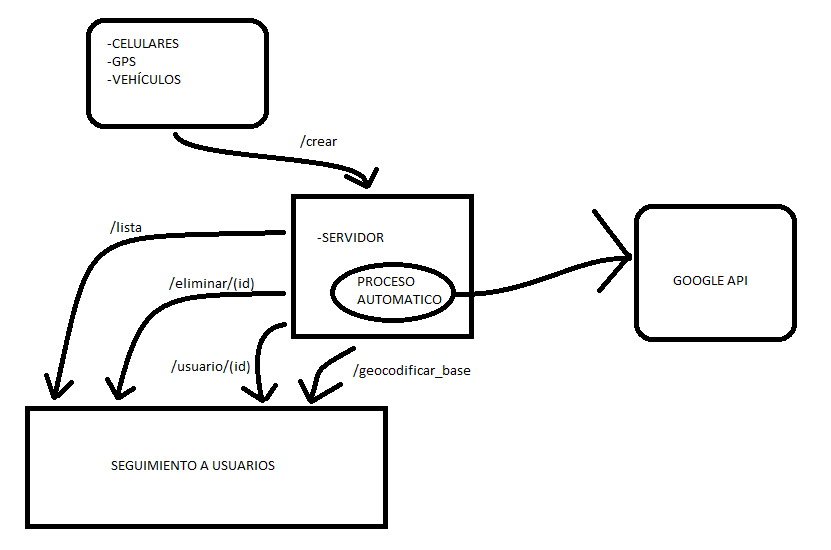 -CELULARES
-GPS
-VEHÍCULOS
/crear
/lista
-SERVIDOR
/eliminar/(id)
PROCESO
AUTOMATICO
GOOGLE API
/usuario/(id)
/geocodificar_base
SEGUIMIENTO A USUARIOS